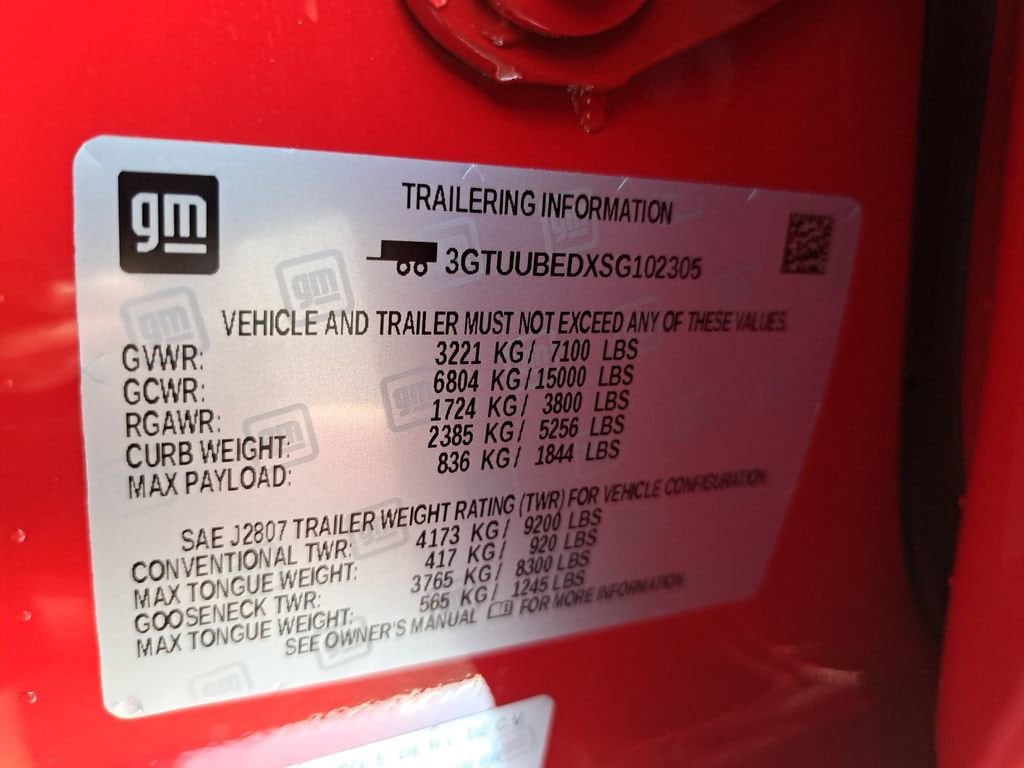 gm
TRAILERING INFORMATION
3GTUUBEDXSG102305
VEHICLE AND TRAILER MUST NOT EXCEED ANY OF THESE VALUES.
GVWR: 3221 KG/ 7100 LBS
GCWR: 6804 KG/15000 LBS
RGAWR: 1724 KG/ 3800 LBS
CURB WEIGHT: 2385 KG/ 5256 LBS
MAX PAYLOAD: 836 KG/ 1844 LBS
SAE J2807 TRAILER WEIGHT RATING (TWR) FOR VEHICLE CONFIGURATION.
CONVENTIONAL TWR: 4173 KG/ 9200 LBS
MAX TONGUE WEIGHT: 417 KG/ 920 LBS
GOOSENECK TWR: 3765 KG/ 8300 LBS
MAX TONGUE WEIGHT: 565 KG/ 1245 LBS
SEE OWNER'S MANUAL FOR MORE INFORMATION.
DE R.L. DE C.V.